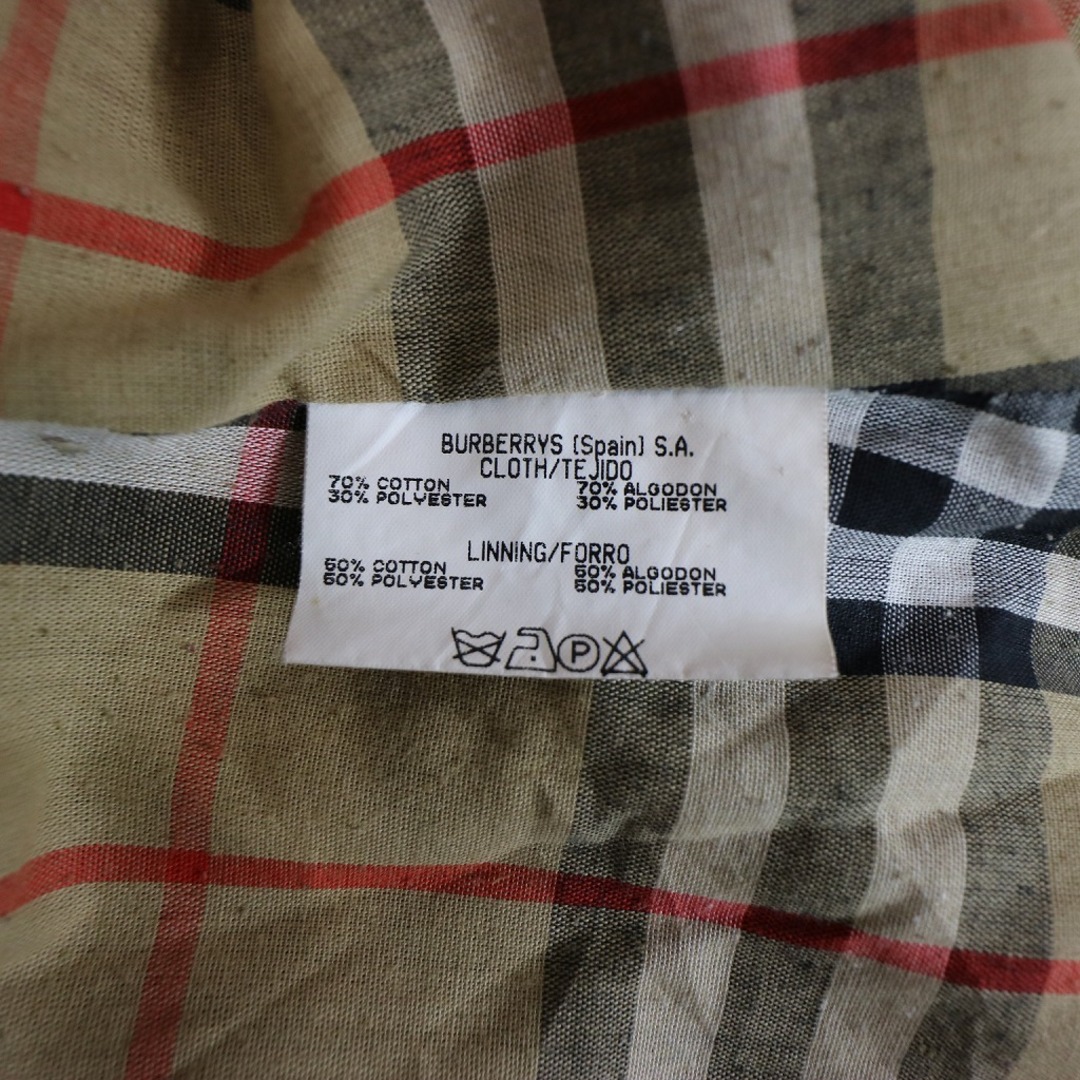 BURBERRYS (Spain) S.A.
CLOTH/TEJIDO
70% COTTON 70% ALGODON
30% POLYESTER 30% POLIESTER
LINNING/FORRO
50% COTTON 50% ALGODON
50% POLYESTER 50% POLIESTER
P